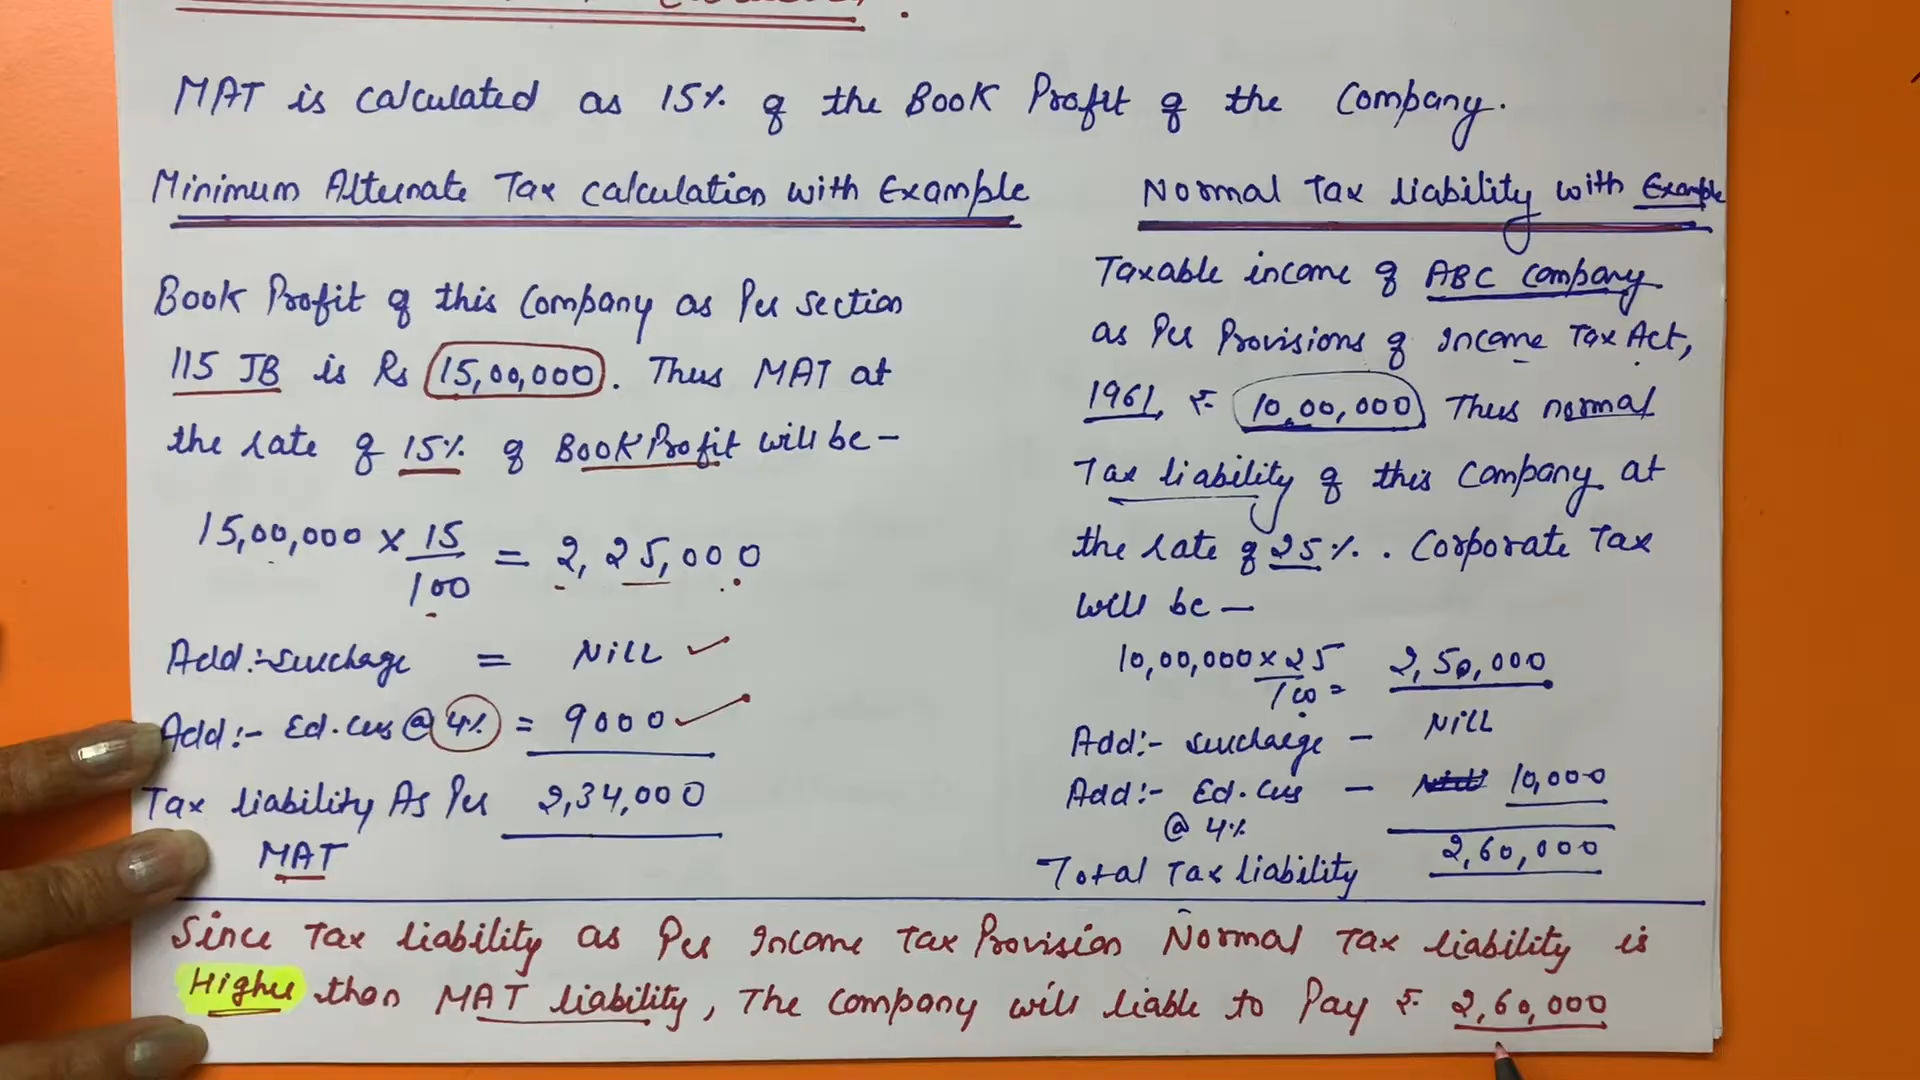 MAT is calculated as 15% of the Book Profit of the Company.
Minimum Alternate Tax calculation with Example
Book Profit of this Company as Per section
115 JB is Rs 15,00,000. Thus MAT at
the rate of 15% of Book Profit will be -
15,00,000 × 15/100 = 2,25,000
Add:- Surchage = Nill
Add:- Ed. Cess @ 4% = 9000
Tax liability As Per 2,34,000
MAT
Normal Tax liability with Example
Taxable income of ABC Company
as Per Provisions of Income Tax Act,
1961, ₹ 10,00,000 Thus normal
Tax liability of this Company at
the rate of 25%. Corporate Tax
will be -
10,00,000 × 25/100 = 2,50,000
Add:- surcharge - Nill
Add:- Ed. Cess - 10,000
@ 4%
2,60,000
Total Tax liability
Since Tax liability as Per Income Tax Provision Normal Tax liability is
Higher than MAT liability, The Company will liable to Pay ₹ 2,60,000